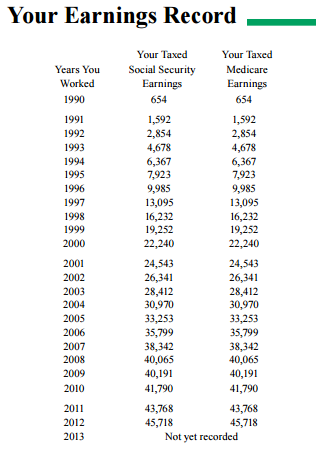 Your Earnings Record
Your Taxed Your Taxed
Years You Social Security Medicare
Worked Earnings Earnings
1990 654 654
1991 1,592 1,592
1992 2,854 2,854
1993 4,678 4,678
1994 6,367 6,367
1995 7,923 7,923
1996 9,985 9,985
1997 13,095 13,095
1998 16,232 16,232
1999 19,252 19,252
2000 22,240 22,240
2001 24,543 24,543
2002 26,341 26,341
2003 28,412 28,412
2004 30,970 30,970
2005 33,253 33,253
2006 35,799 35,799
2007 38,342 38,342
2008 40,065 40,065
2009 40,191 40,191
2010 41,790 41,790
2011 43,768 43,768
2012 45,718 45,718
2013 Not yet recorded